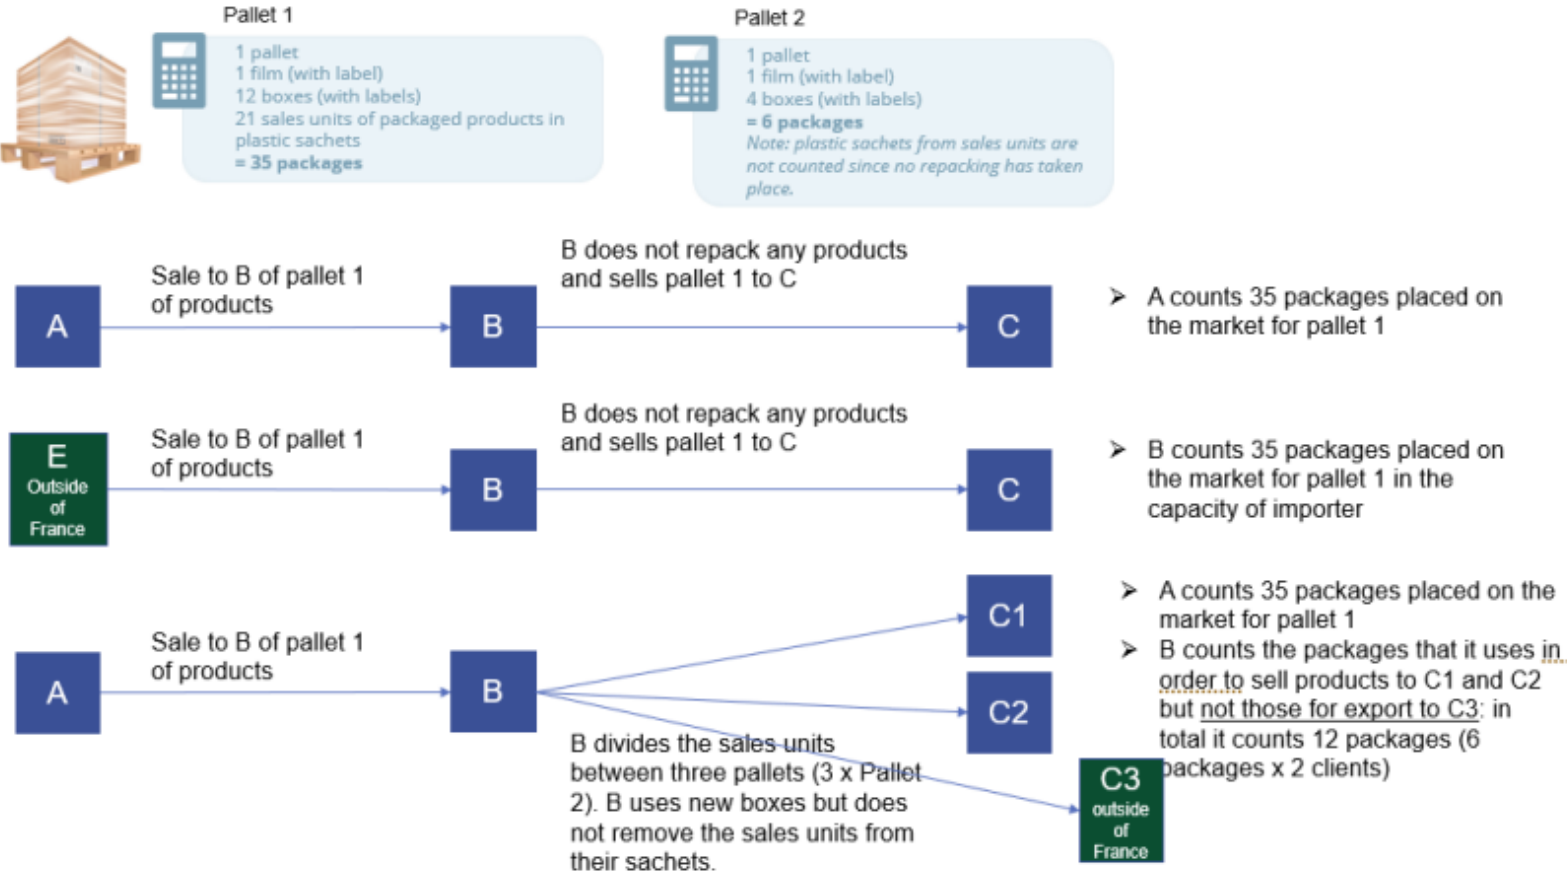 Pallet 1
1 pallet
1 film (with label)
12 boxes (with labels)
21 sales units of packaged products in
plastic sachets
= 35 packages
Pallet 2
1 pallet
1 film (with label)
4 boxes (with labels)
= 6 packages
Note: plastic sachets from sales units are
not counted since no repacking has taken
place.
A
Sale to B of pallet 1
of products
B
B does not repack any products
and sells pallet 1 to C
C
➢ A counts 35 packages placed on
the market for pallet 1
E
Outside
of
France
Sale to B of pallet 1
of products
B
B does not repack any products
and sells pallet 1 to C
C
➢ B counts 35 packages placed on
the market for pallet 1 in the
capacity of importer
A
Sale to B of pallet 1
of products
B
B divides the sales units
between three pallets (3 x Pallet
2). B uses new boxes but does
not remove the sales units from
their sachets.
C1
C2
C3
outside
of
France
➢ A counts 35 packages placed on the
market for pallet 1
➢ B counts the packages that it uses in
order to sell products to C1 and C2
but not those for export to C3: in
total it counts 12 packages (6
packages x 2 clients)